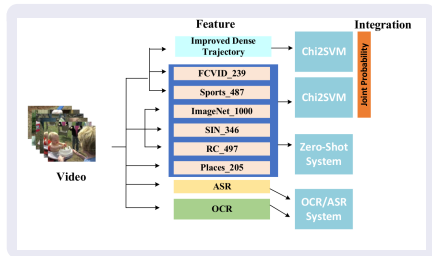 Feature
Integration
Improved Dense
Trajectory
Chi2SVM
Joint Probability
FCVID_239
Sports_487
ImageNet_1000
SIN_346
RC_497
Places_205
Chi2SVM
Zero-Shot
System
Video
ASR
OCR
OCR/ASR
System